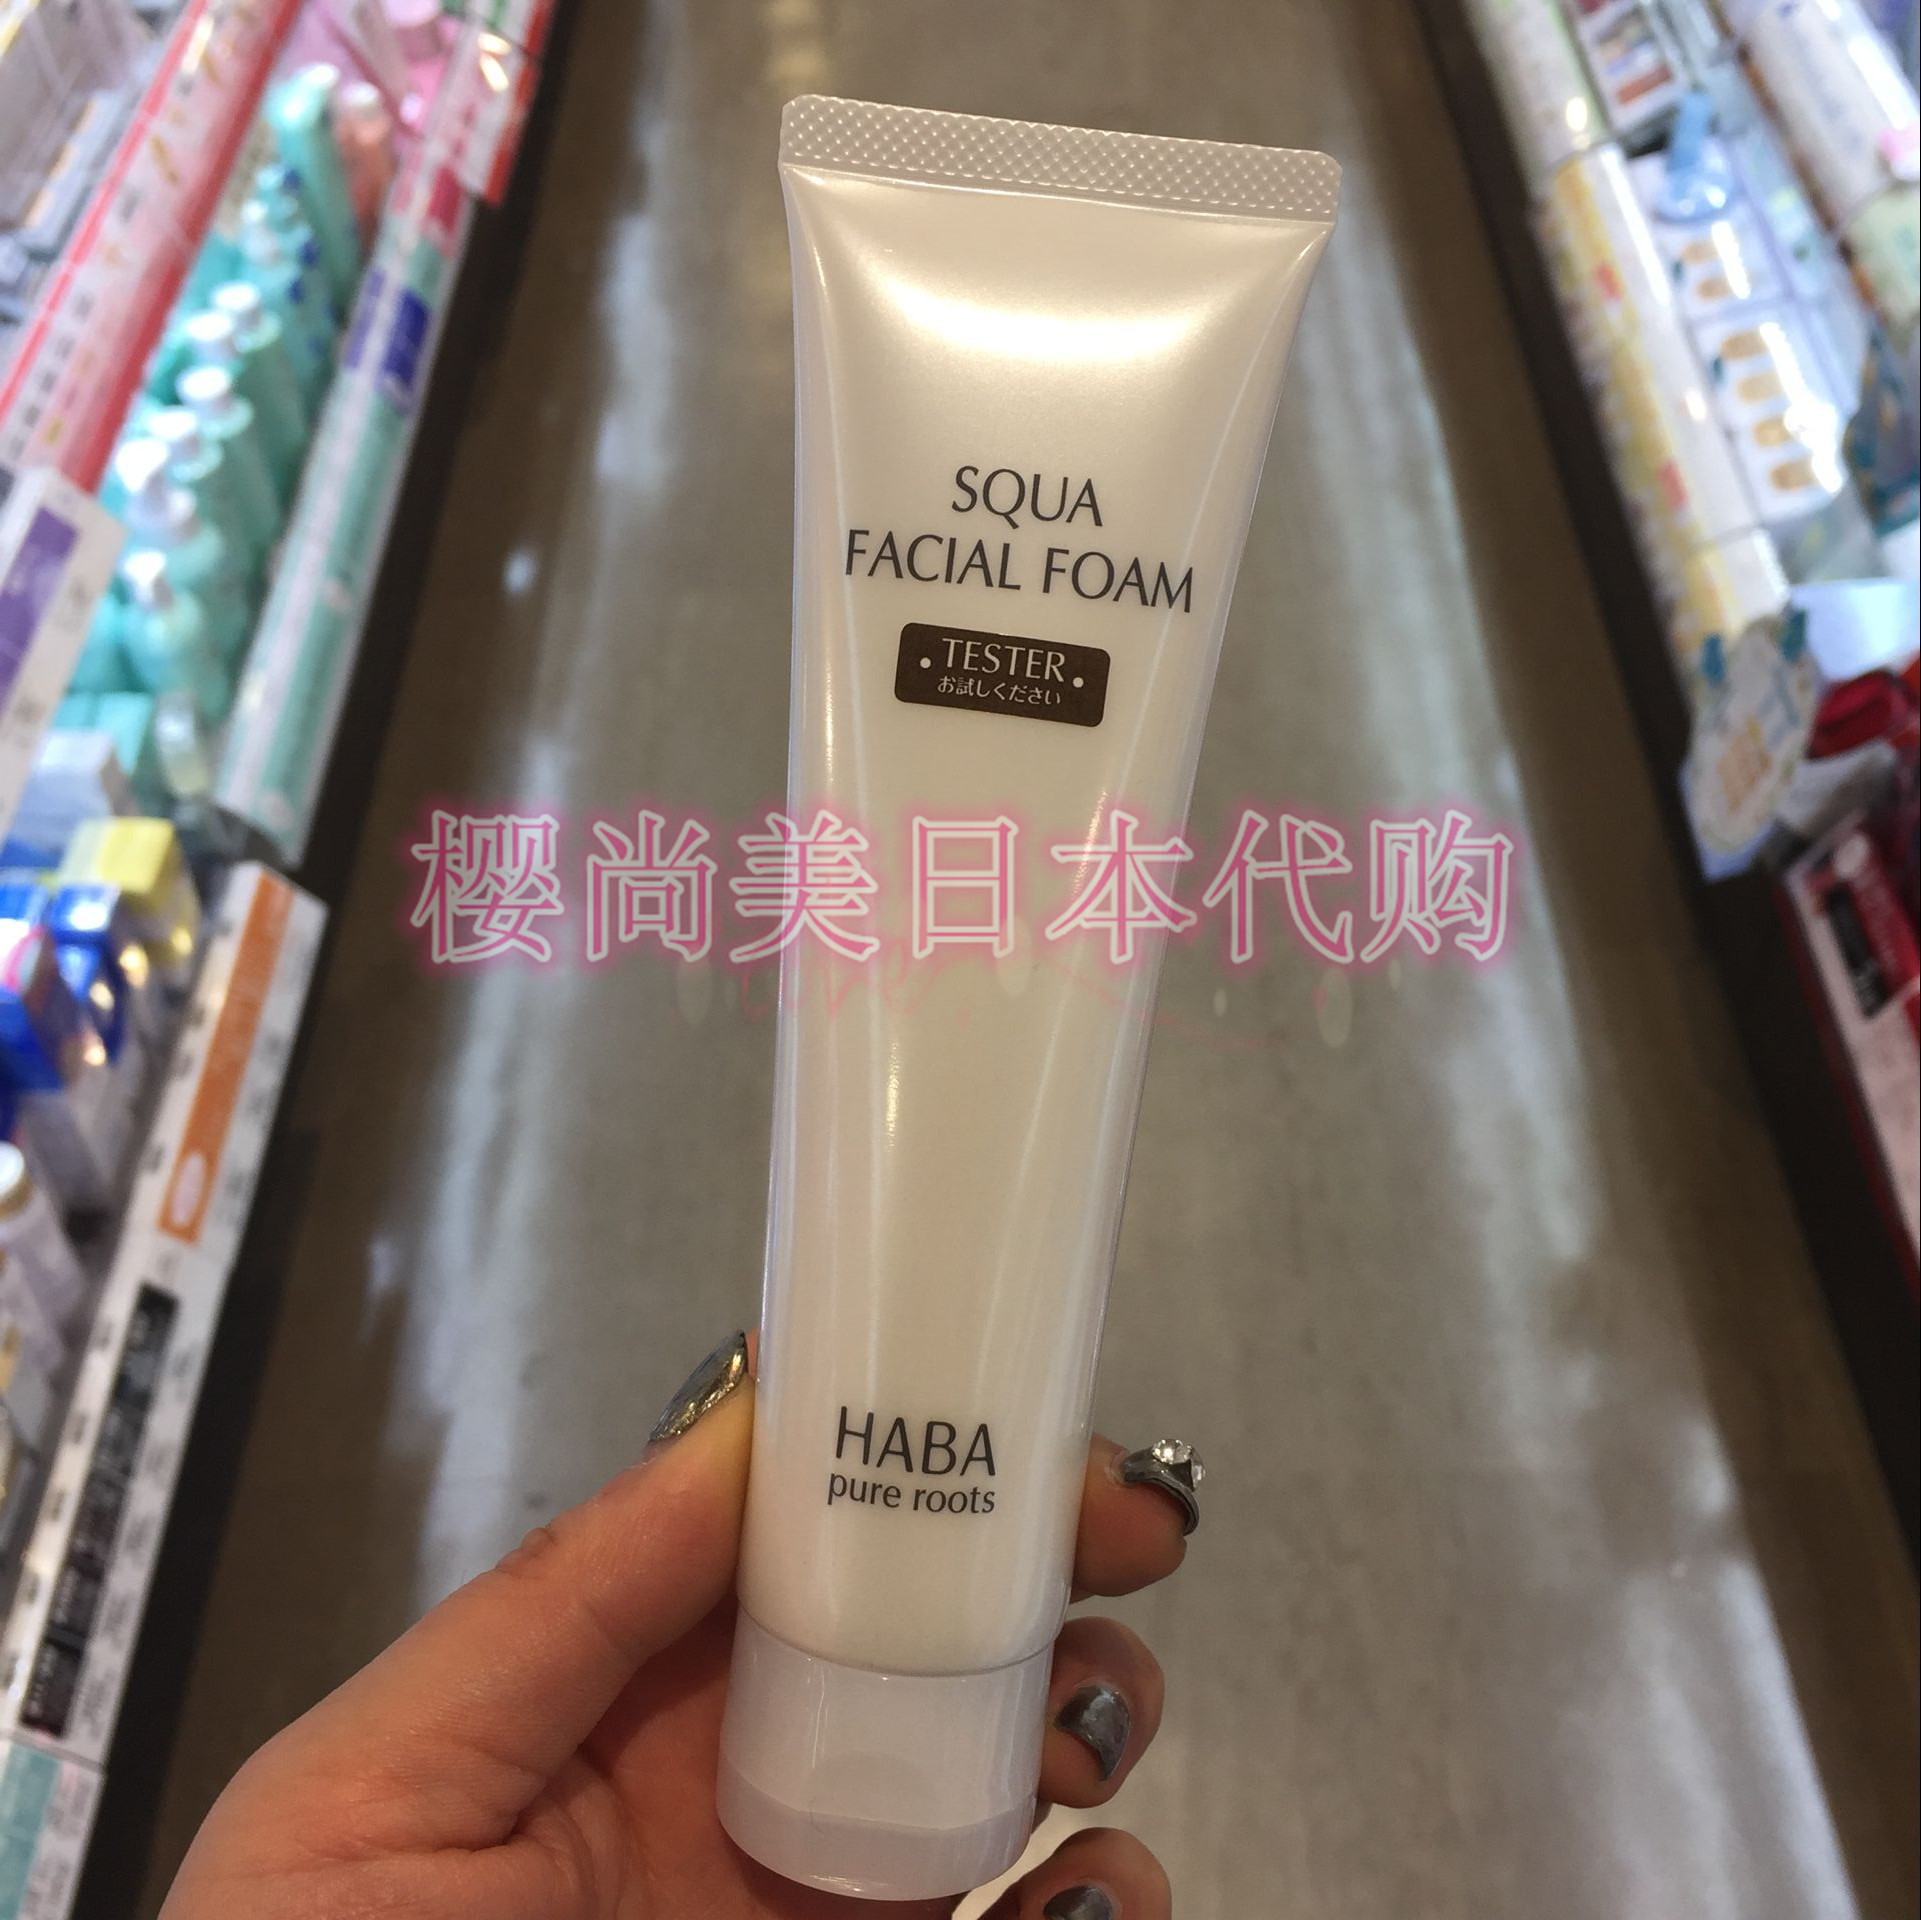 SQUA
FACIAL FOAM
• TESTER •
お試しください
樱尚美日本代购
HABA
pure roots